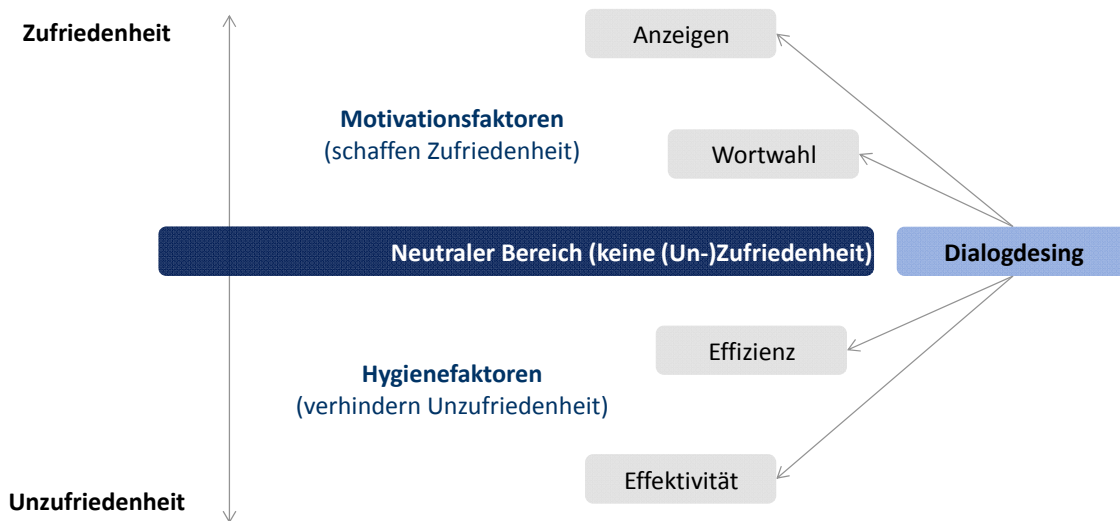 Zufriedenheit
Anzeigen
Motivationsfaktoren
(schaffen Zufriedenheit)
Wortwahl
Neutraler Bereich (keine (Un-)Zufriedenheit)
Dialogdesing
Effizienz
Hygienefaktoren
(verhindern Unzufriedenheit)
Effektivität
Unzufriedenheit